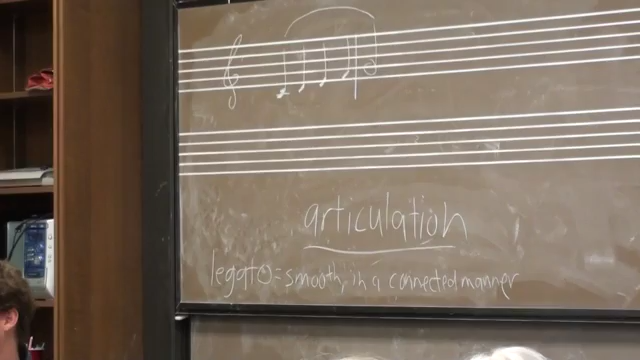 articulation
legato = smooth, in a connected manner